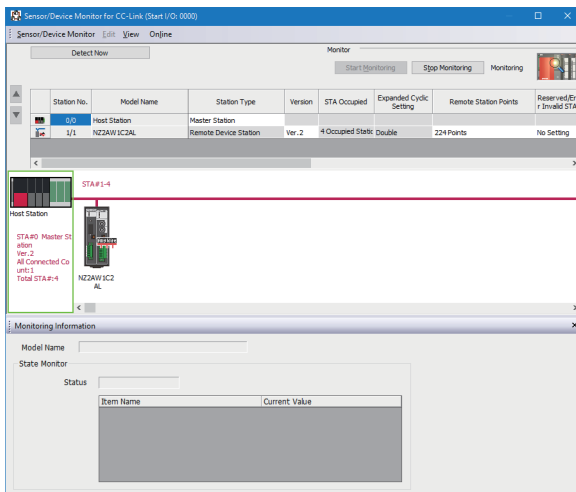 Sensor/Device Monitor for CC-Link (Start I/O: 0000)
Sensor/Device Monitor Edit View Online
Detect Now
Monitor
Start Monitoring Stop Monitoring Monitoring
Station No. Model Name Station Type Version STA Occupied Expanded Cyclic Setting Remote Station Points Reserved/Er
r Invalid STA
0/0 Host Station Master Station
1/1 NZ2AW1C2AL Remote Device Station Ver.2 4 Occupied Static Double 224 Points No Setting
STA#1-4
Host Station
STA#0 Master St
ation
Ver.2
All Connected Co
unt:1
Total STA#:4
NZ2AW1C2
AL
Monitoring Information
Model Name
State Monitor
Status
Item Name Current Value